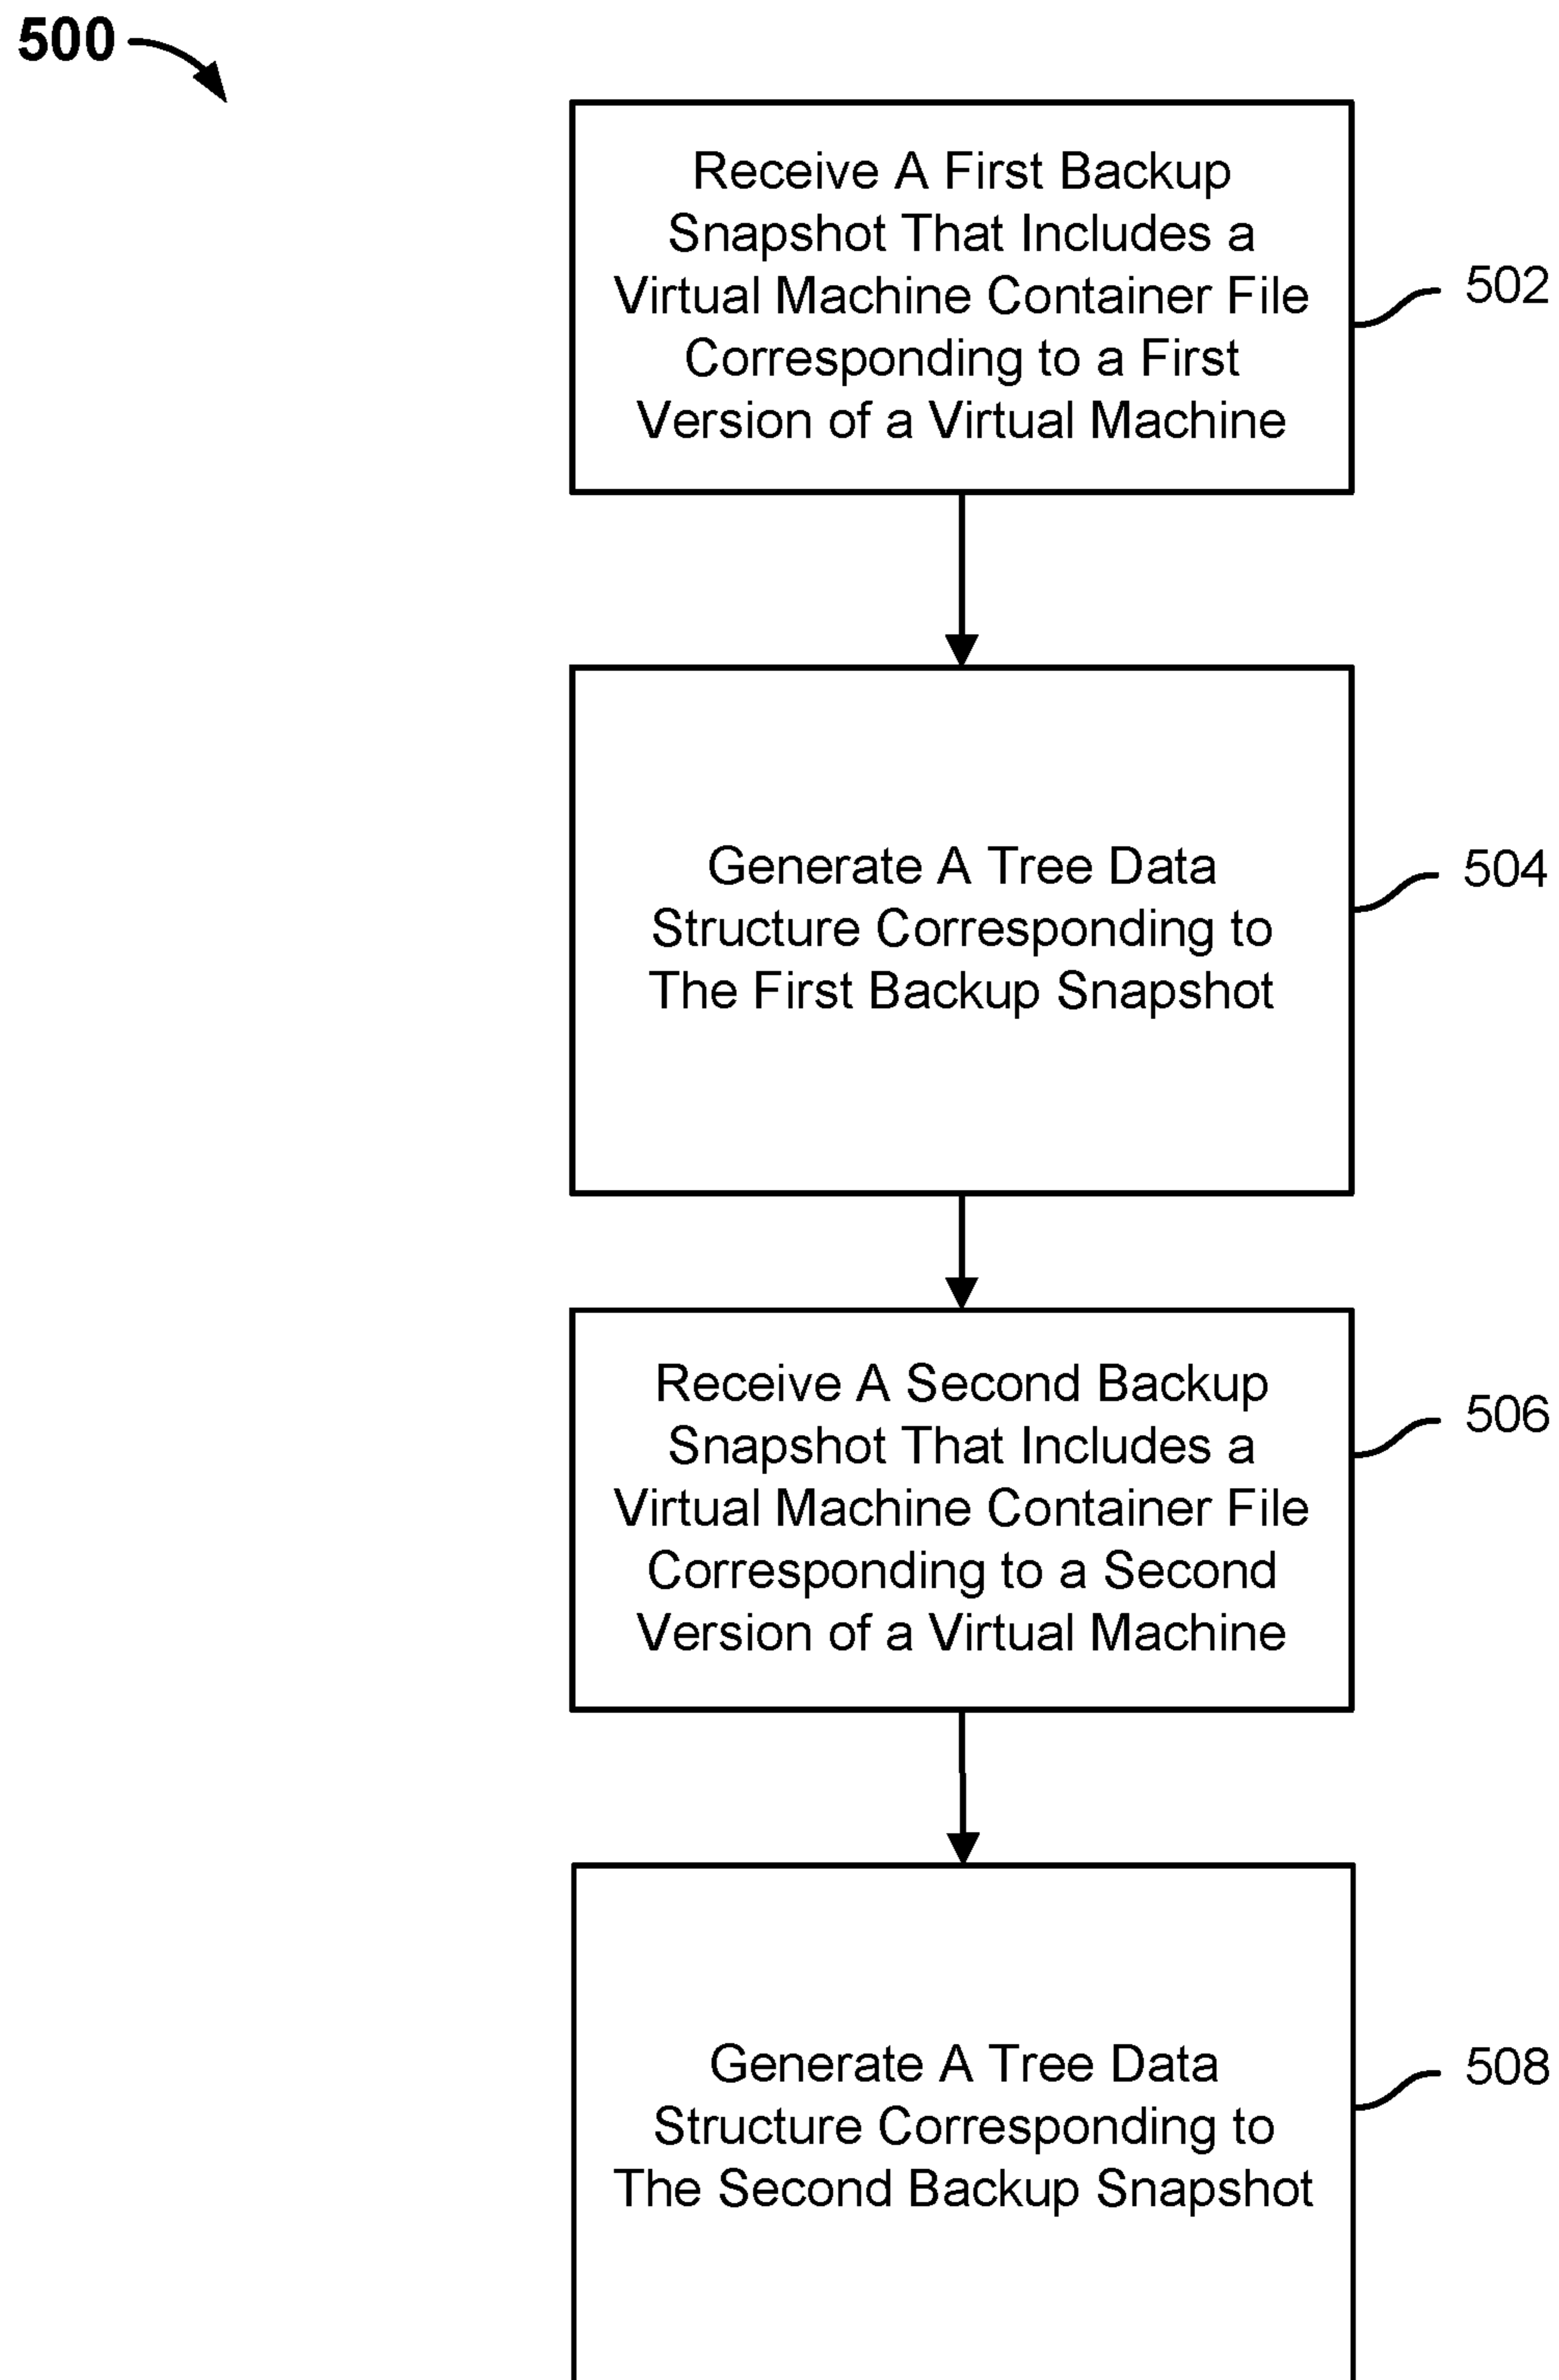 500
Receive A First Backup
Snapshot That Includes a
Virtual Machine Container File
Corresponding to a First
Version of a Virtual Machine
502
Generate A Tree Data
Structure Corresponding to
The First Backup Snapshot
504
Receive A Second Backup
Snapshot That Includes a
Virtual Machine Container File
Corresponding to a Second
Version of a Virtual Machine
506
Generate A Tree Data
Structure Corresponding to
The Second Backup Snapshot
508